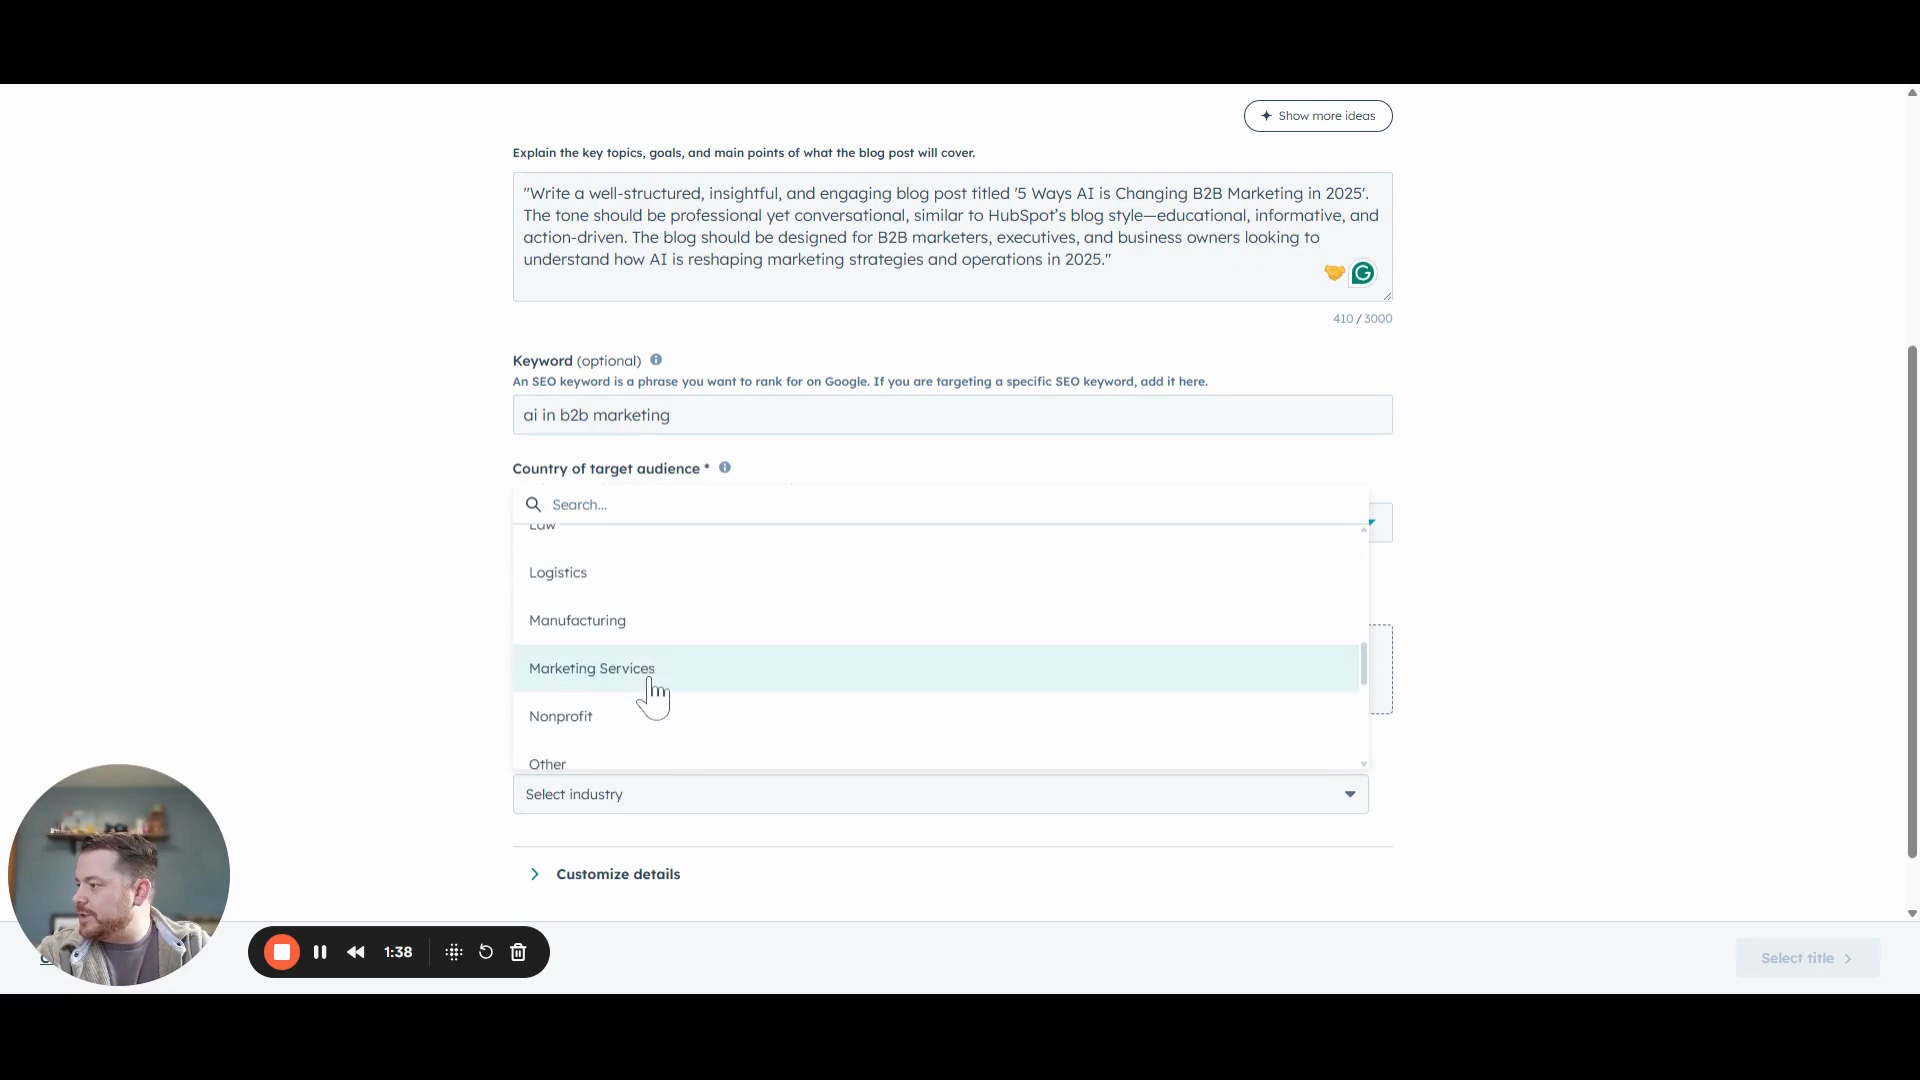 Show more ideas
Explain the key topics, goals, and main points of what the blog post will cover.
"Write a well-structured, insightful, and engaging blog post titled '5 Ways AI is Changing B2B Marketing in 2025'.
The tone should be professional yet conversational, similar to HubSpot's blog style—educational, informative, and
action-driven. The blog should be designed for B2B marketers, executives, and business owners looking to
understand how AI is reshaping marketing strategies and operations in 2025."
410 / 3000
Keyword (optional)
An SEO keyword is a phrase you want to rank for on Google. If you are targeting a specific SEO keyword, add it here.
ai in b2b marketing
Country of target audience *
Search...
Law
Logistics
Manufacturing
Marketing Services
Nonprofit
Other
Select industry
Customize details
1:38
Select title